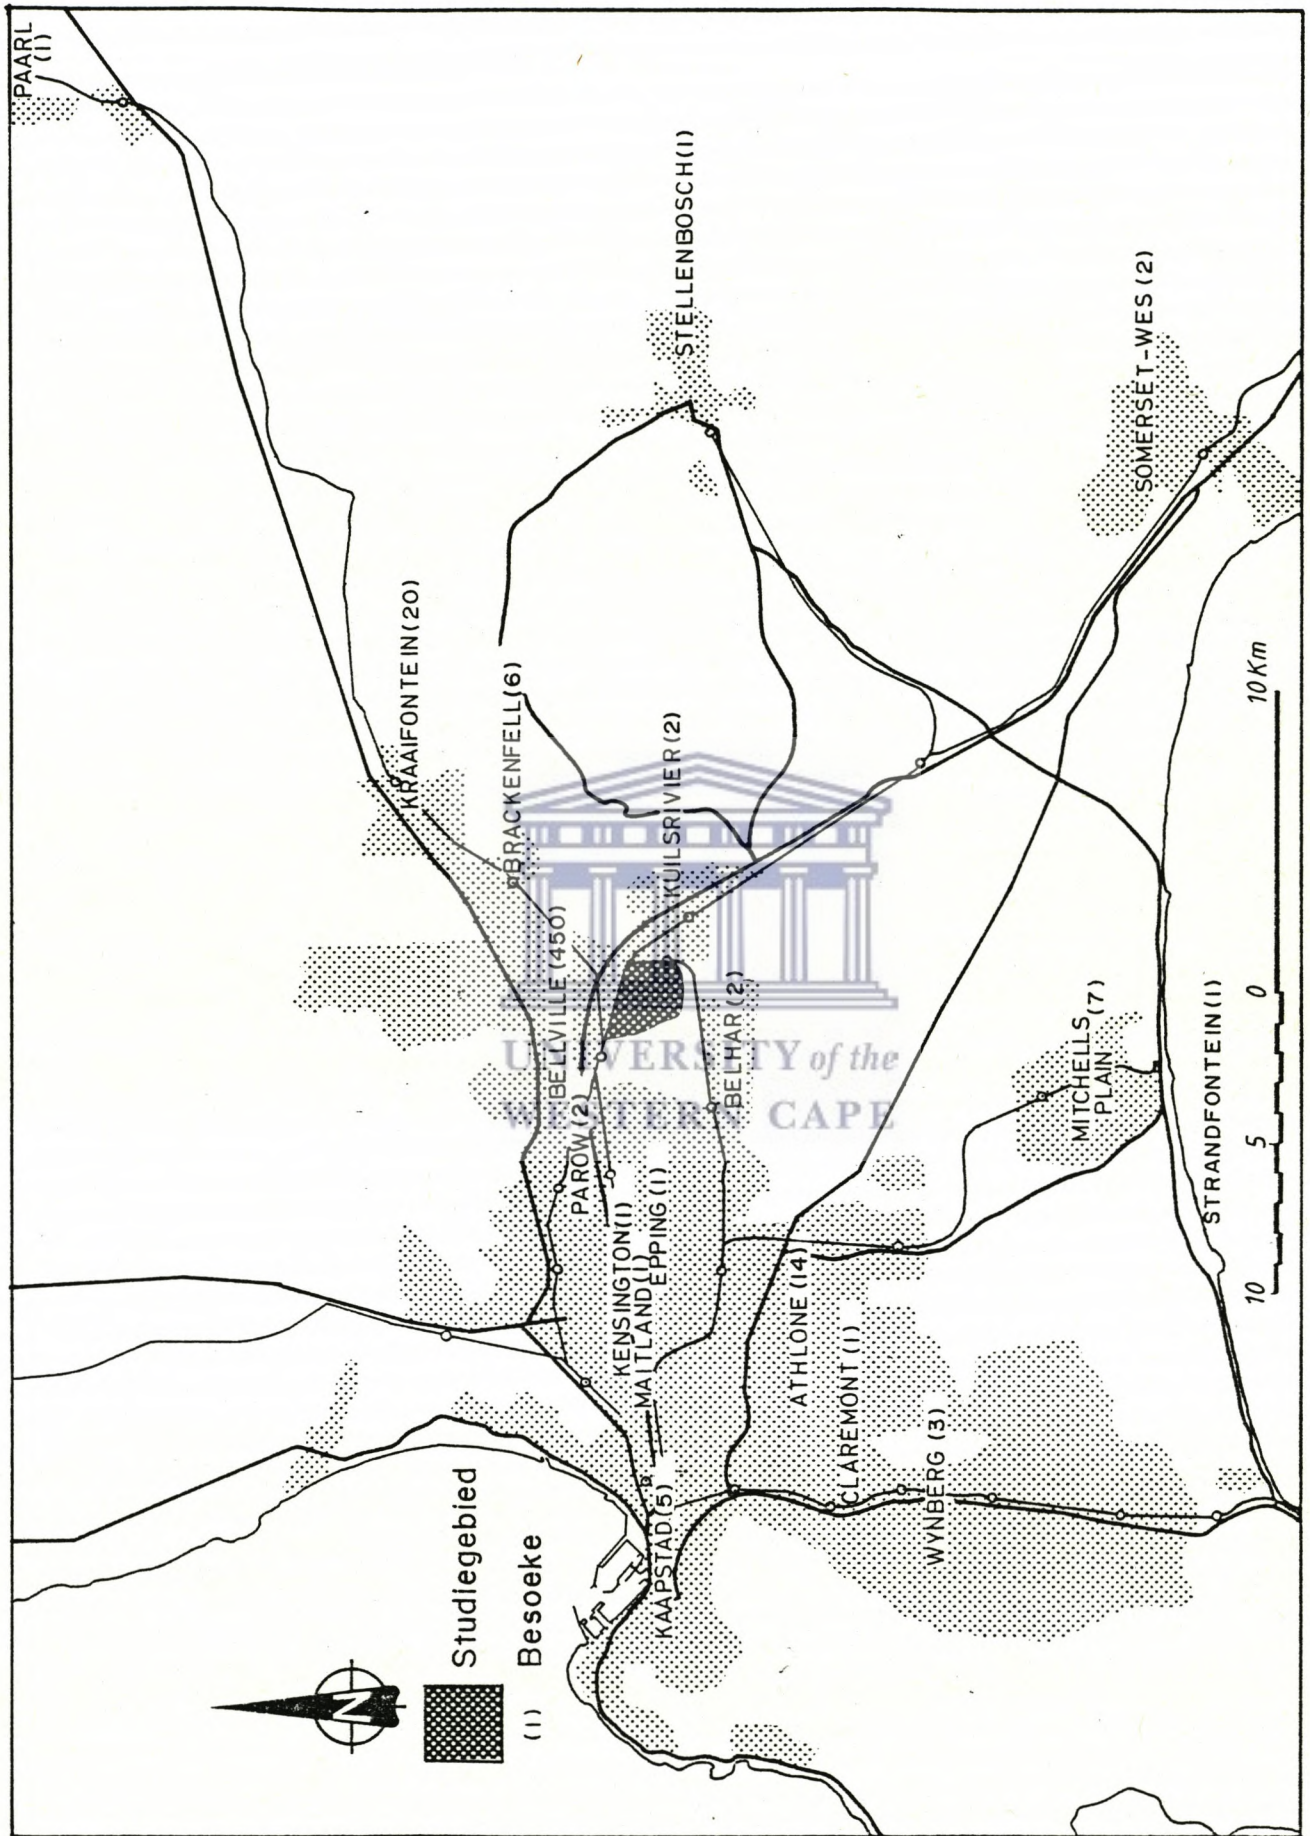 PAARL
(1)
STELLENBOSCH(1)
SOMERSET-WES (2)
KRAAIFONTEIN(20)
BRACKENFELL(6)
KUILSRIVIER(2)
BELLVILLE (450)
BELHAR(2)
PAROW(2)
MITCHELLS
PLAIN (7)
STRANDFONTEIN(1)
KENSINGTON(1)
MAITLAND(1)
EPPING(1)
ATHLONE (14)
CLAREMONT(1)
WYNBERG (3)
KAAPSTAD(5)
N
Studiegebied
(1) Besoeke
10 5 0 10 Km
UNIVERSITY of the
WESTERN CAPE